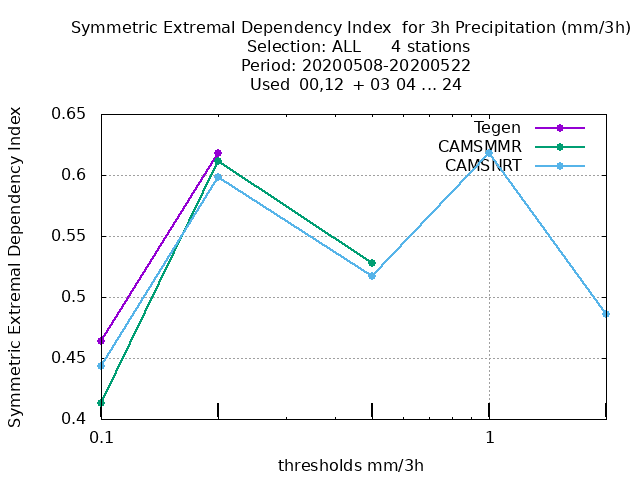 Symmetric Extremal Dependency Index  for 3h Precipitation (mm/3h)
Selection: ALL      4 stations
Period: 20200508-20200522
Used  00,12  + 03 04 ... 24
Symmetric Extremal Dependency Index
0.65
0.6
0.55
0.5
0.45
0.4
Tegen
CAMSMMR
CAMSNRT
0.1
1
thresholds mm/3h